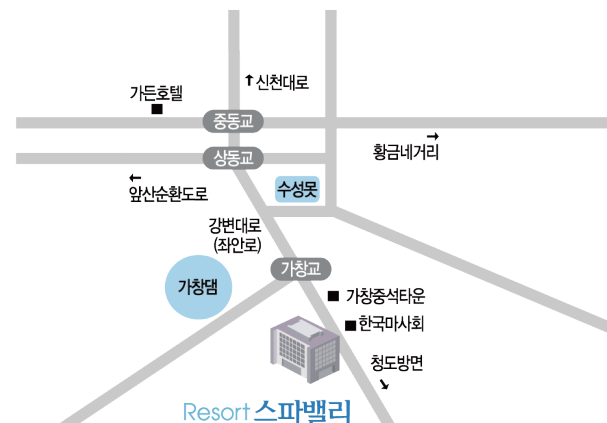 ↑신천대로
가든호텔
중동교
황금네거리
상동교
앞산순환도로
수성못
강변대로
(좌안로)
가창교
가창댐
가창중석타운
한국마사회
청도방면
Resort 스파밸리